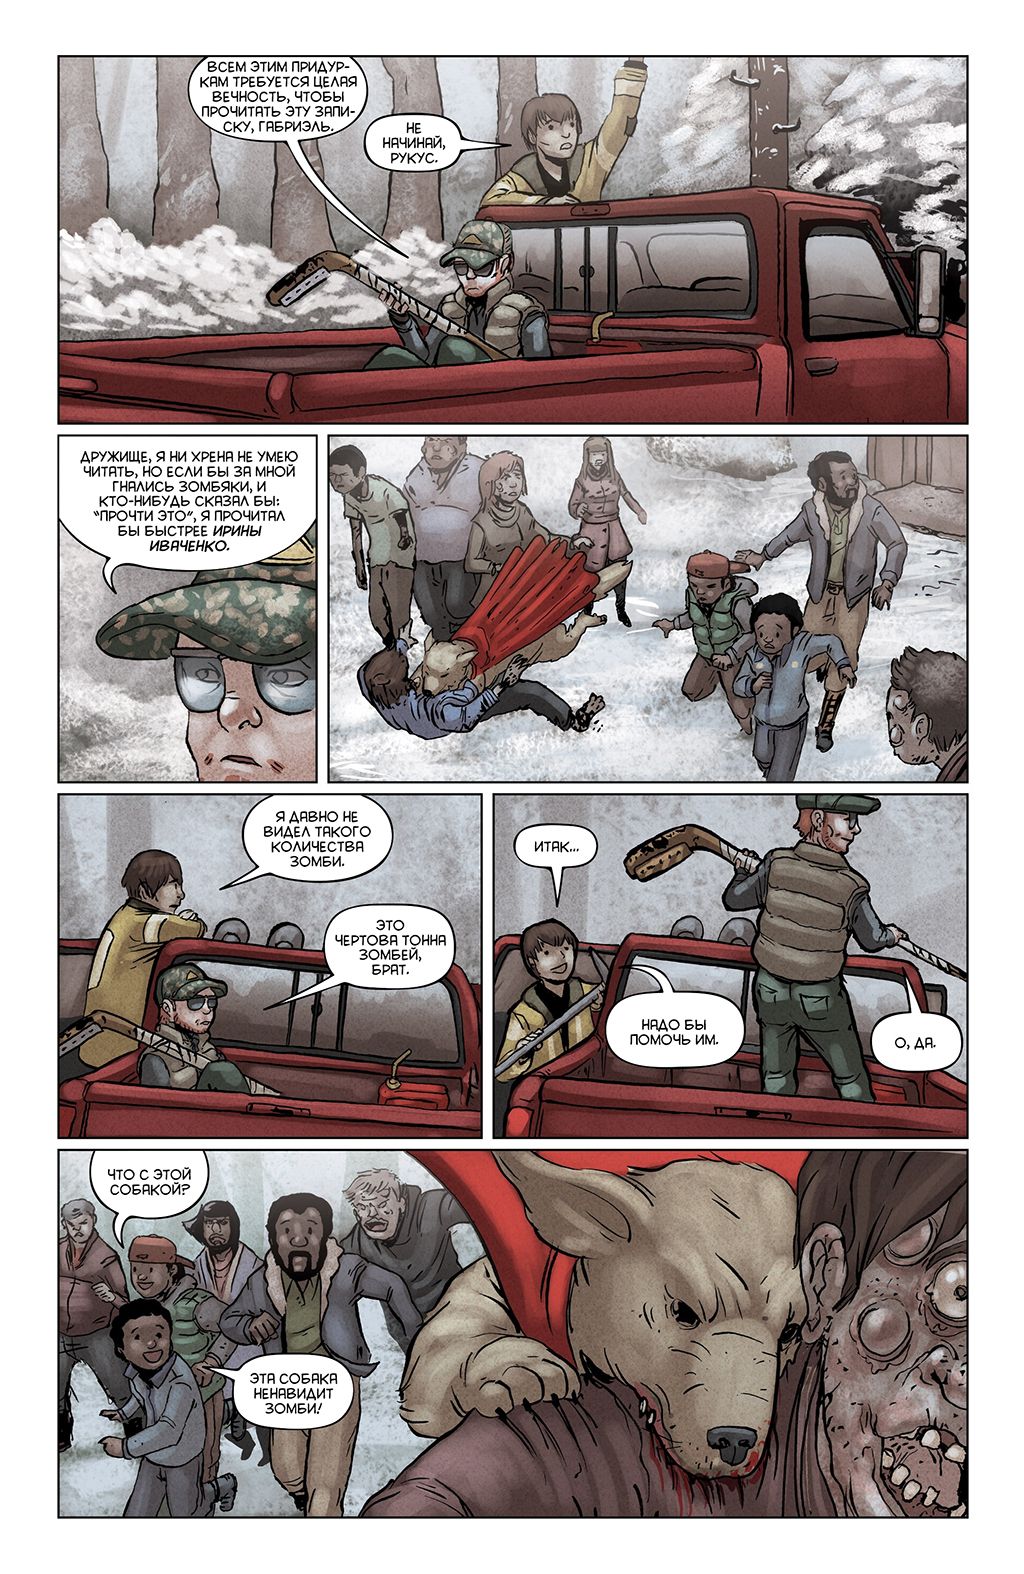 ВСЕМ ЭТИМ ПРИДУР-
КАМ ТРЕБУЕТСЯ ЦЕЛАЯ
ВЕЧНОСТЬ, ЧТОБЫ
ПРОЧИТАТЬ ЭТУ ЗАПИ-
СКУ, ГАБРИЭЛЬ.
НЕ
НАЧИНАЙ,
РУКУС.
ДРУЖИЩЕ, Я НИ ХРЕНА НЕ УМЕЮ
ЧИТАТЬ, НО ЕСЛИ БЫ ЗА МНОЙ
ГНАЛИСЬ ЗОМБЯКИ, И
КТО-НИБУДЬ СКАЗАЛ БЫ:
“ПРОЧТИ ЭТО”, Я ПРОЧИТАЛ
БЫ БЫСТРЕЕ ИРИНЫ
ИВАЧЕНКО.
Я ДАВНО НЕ
ВИДЕЛ ТАКОГО
КОЛИЧЕСТВА
ЗОМБИ.
ЭТО
ЧЕРТОВА ТОННА
ЗОМБЕЙ,
БРАТ.
ИТАК...
НАДО БЫ
ПОМОЧЬ ИМ.
О, ДА.
ЧТО С ЭТОЙ
СОБАКОЙ?
ЭТА СОБАКА
НЕНАВИДИТ
ЗОМБИ!